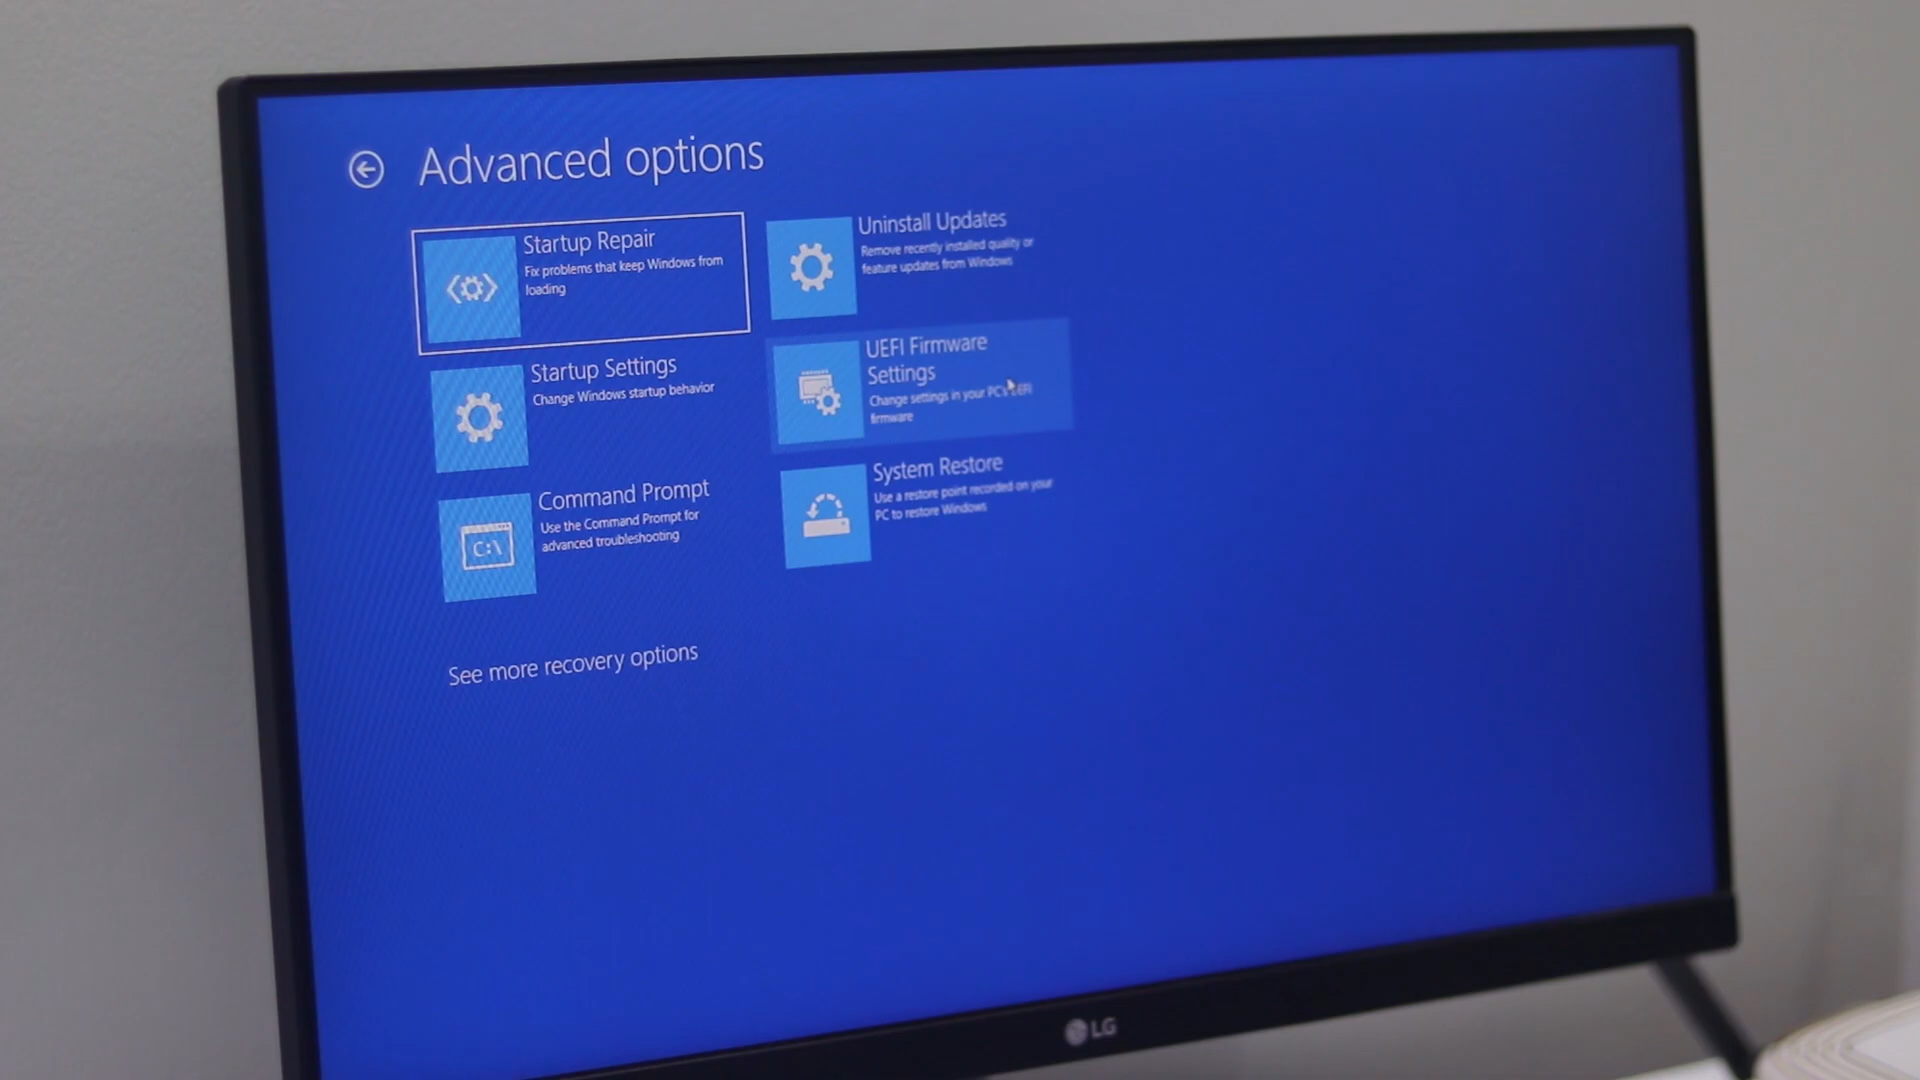 Advanced options
Startup Repair
Fix problems that keep Windows from
loading
Startup Settings
Change Windows startup behavior
Command Prompt
Use the Command Prompt for
advanced troubleshooting
C:\
Uninstall Updates
Remove recently installed quality or
feature updates from Windows
UEFI Firmware
Settings
Change settings in your PC's UEFI
firmware
System Restore
Use a restore point recorded on your
PC to restore Windows
See more recovery options
LG